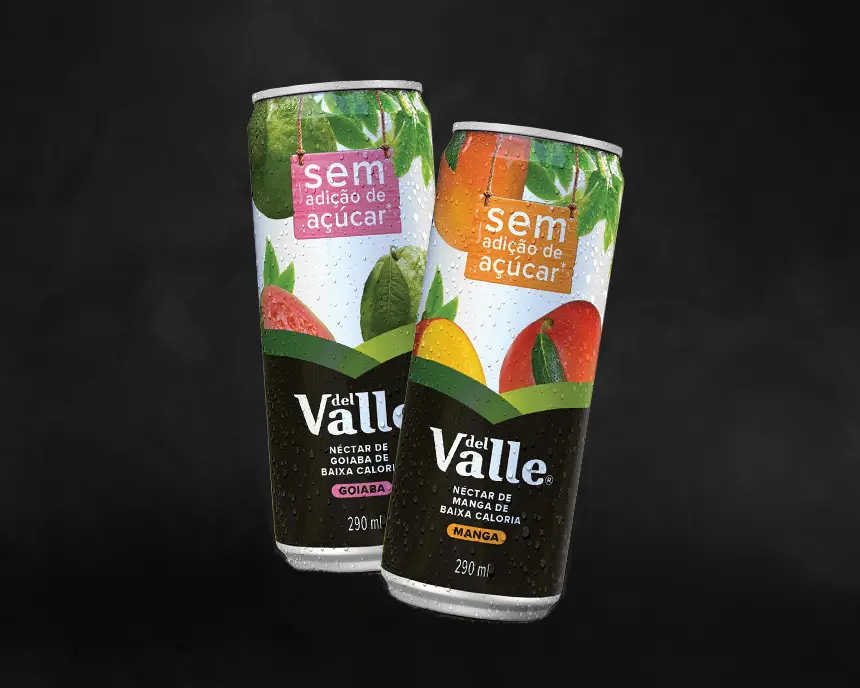 sem
adição de
açúcar*
del
Valle
NÉCTAR DE
GOIABA DE
BAIXA CALORI
GOIABA
290 ml
sem
adição de
açúcar*
del
Valle®
NÉCTAR DE
MANGA DE
BAIXA CALORIA
MANGA
290 ml